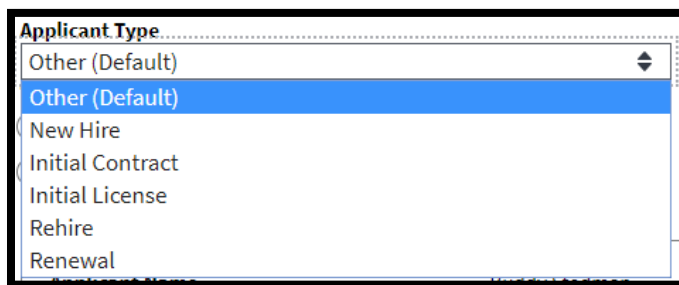 Applicant Type
Other (Default)
Other (Default)
New Hire
Initial Contract
Initial License
Rehire
Renewal